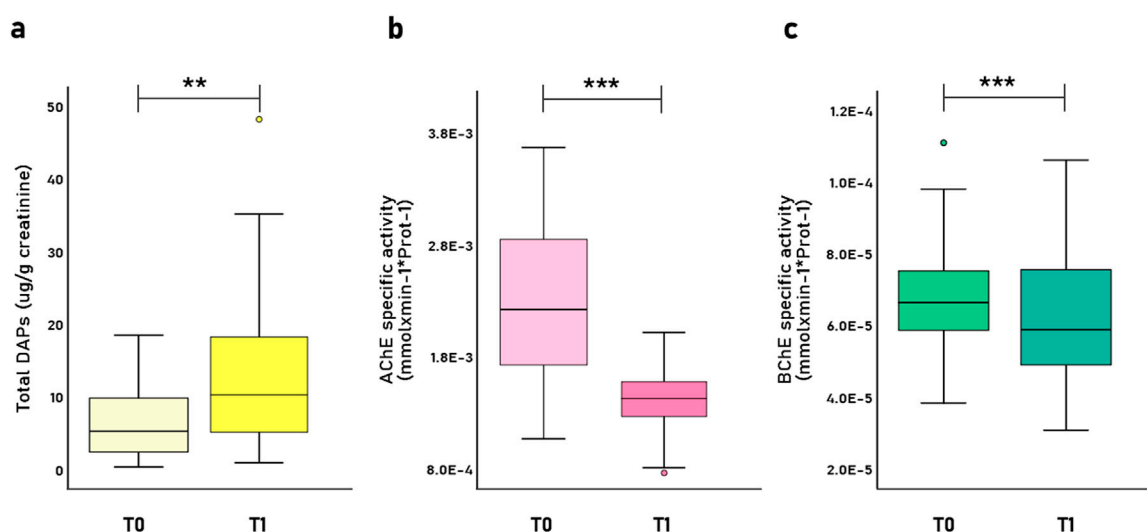 a
**
Total DAPs (ug/g creatinine)
50
40
30
20
10
0
T0
T1
b
***
AChE specific activity
(mmolxmin-1*Prot-1)
3.8E-3
2.8E-3
1.8E-3
8.0E-4
T0
T1
c
***
BChE specific activity
(mmolxmin-1*Prot-1)
1.2E-4
1.0E-4
8.0E-5
6.0E-5
4.0E-5
2.0E-5
T0
T1